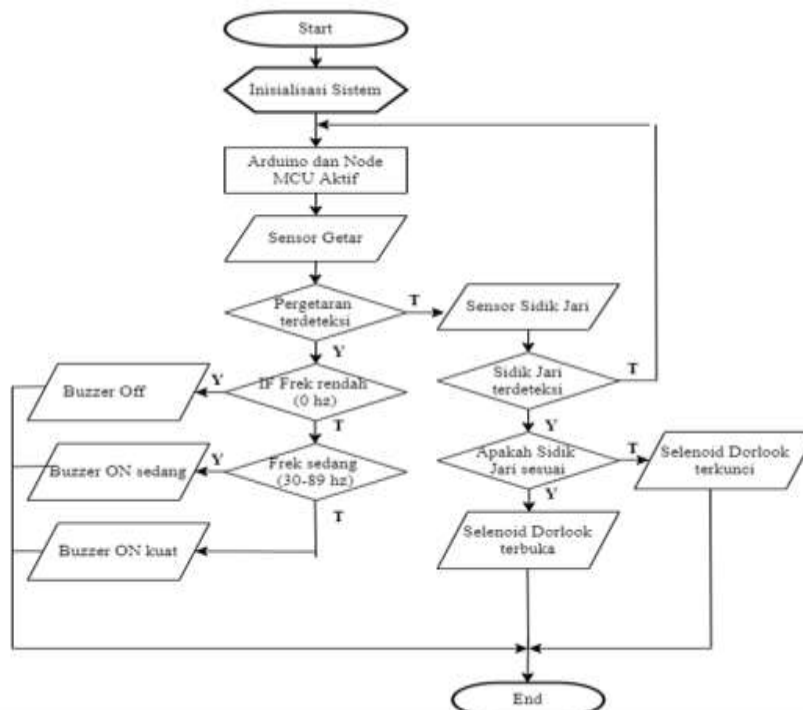 Start
Inisialisasi Sistem
Arduino dan Node
MCU Aktif
Sensor Getar
Pergetaran
terdeteksi
T
Sensor Sidik Jari
Y
Sidik Jari
terdeteksi
T
Buzzer Off
Y
IF Frek rendah
(0 hz)
T
Y
Apakah Sidik
Jari sesuai
T
Selenoid Dorlook
terkunci
Buzzer ON sedang
Y
Frek sedang
(30-89 hz)
T
Y
Selenoid Dorlook
terbuka
Buzzer ON kuat
End